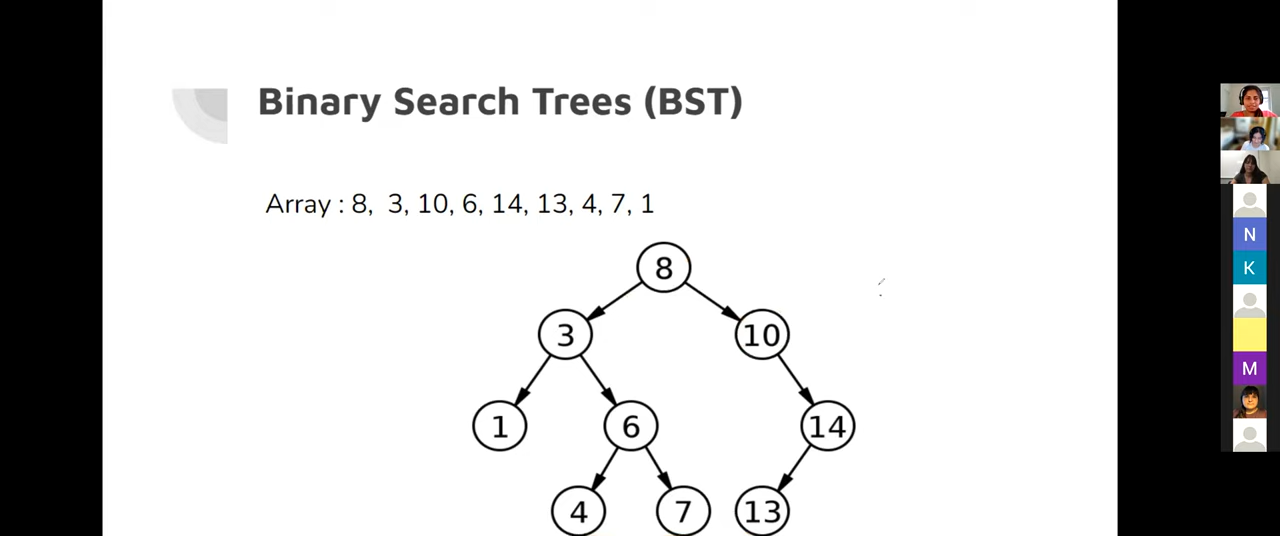 Binary Search Trees (BST)
Array : 8, 3, 10, 6, 14, 13, 4, 7, 1
8
3
10
1
6
14
4
7
13
N
K
M